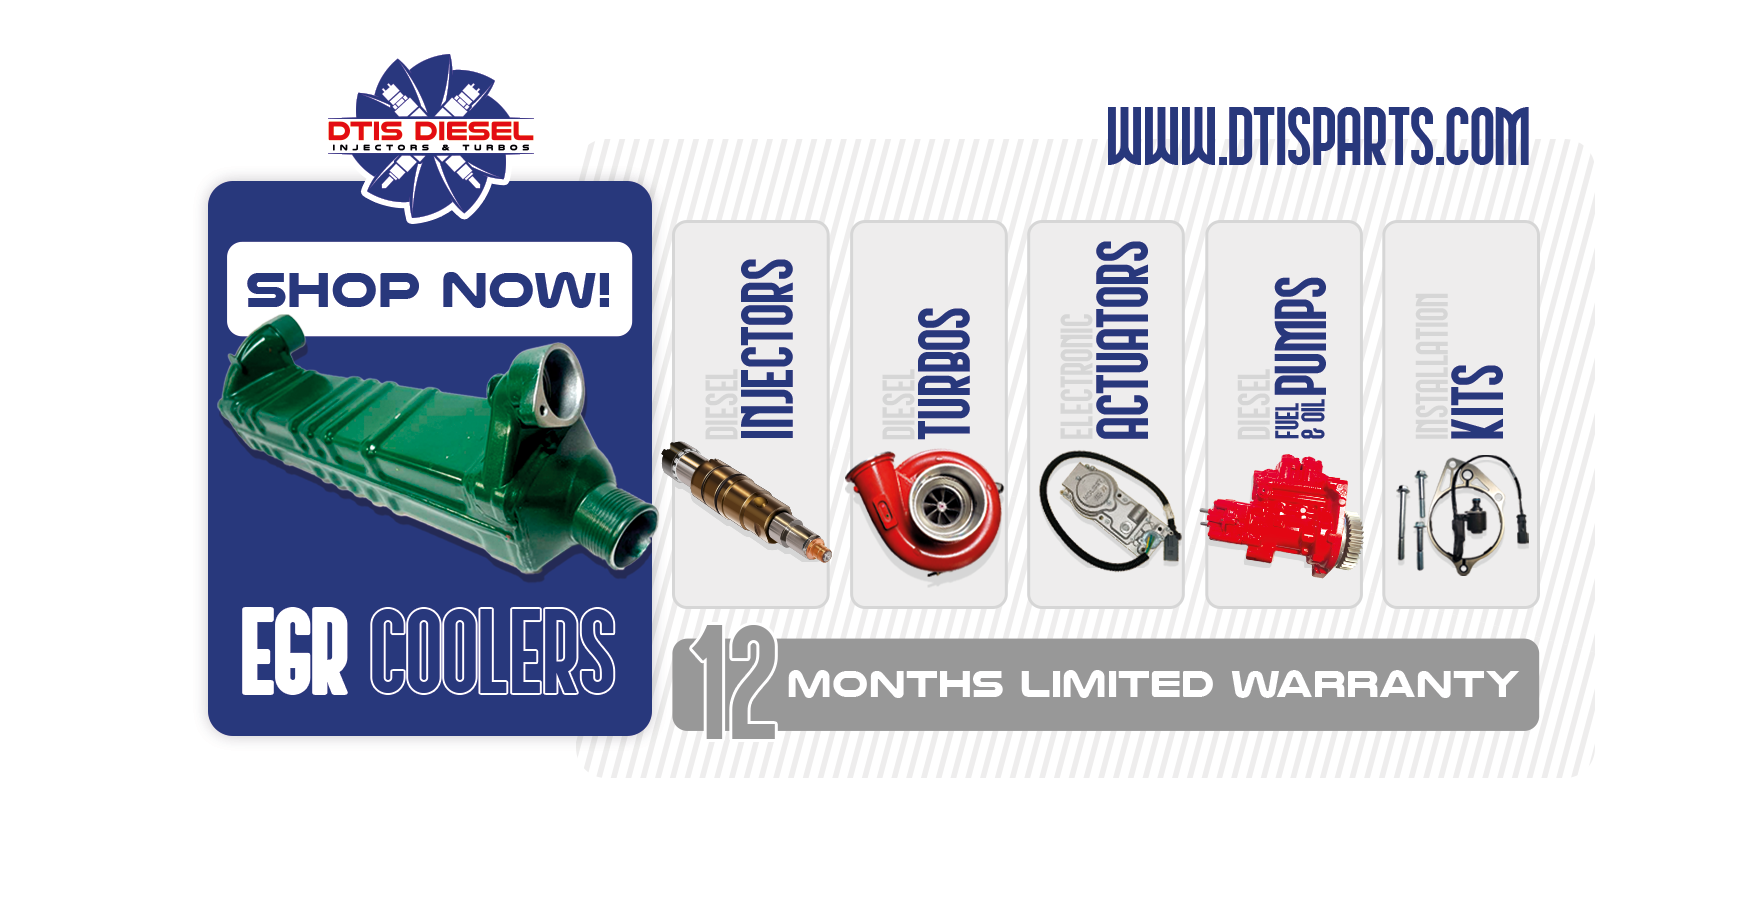 DTIS DIESEL
INJECTORS & TURBOS
WWW.DTISPARTS.COM
SHOP NOW!
EGR COOLERS
DIESEL
INJECTORS
DIESEL
TURBOS
ELECTRONIC
ACTUATORS
DIESEL
FUEL
& OIL PUMPS
INSTALLATION
KITS
12 MONTHS LIMITED WARRANTY